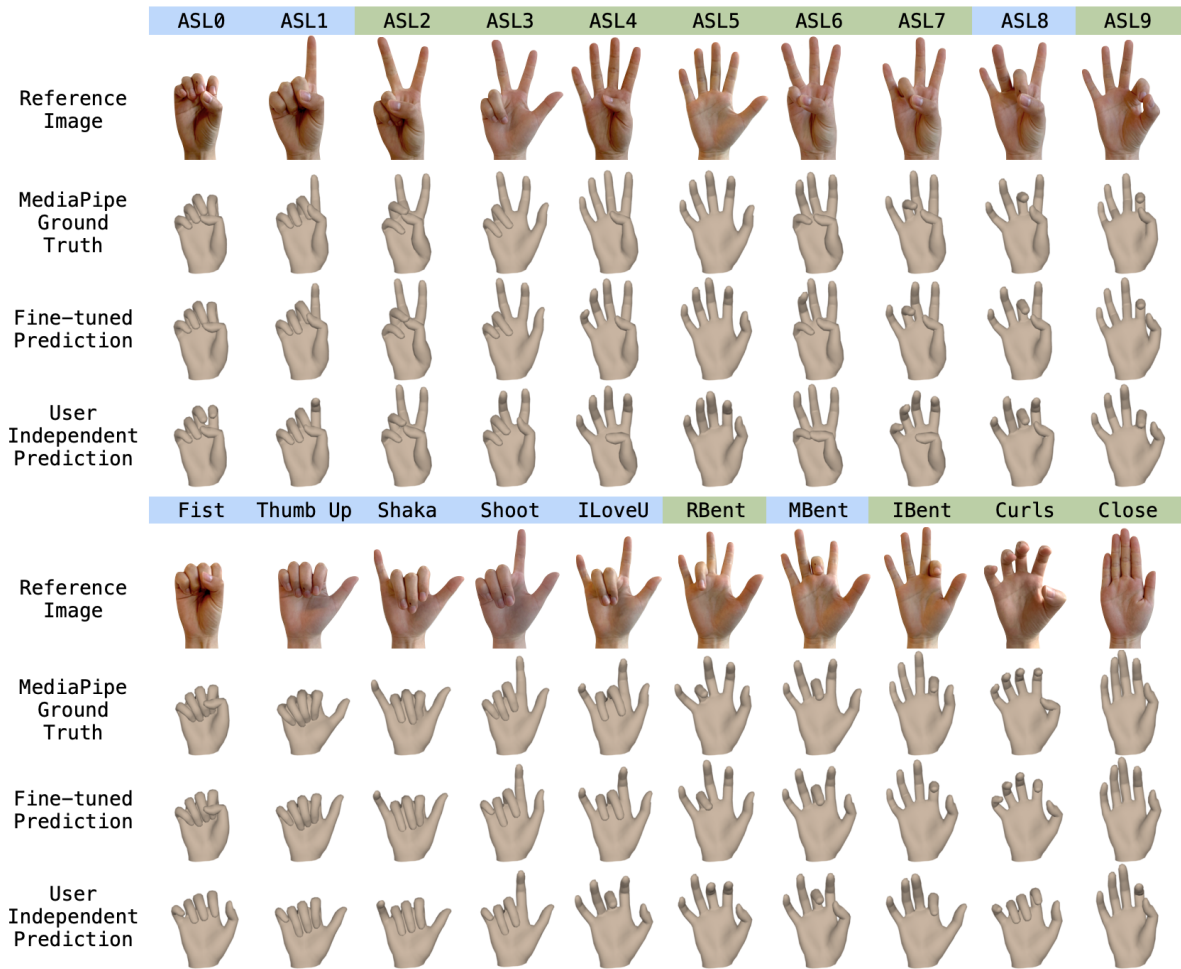 ASL0 ASL1 ASL2 ASL3 ASL4 ASL5 ASL6 ASL7 ASL8 ASL9
Reference
Image
MediaPipe
Ground
Truth
Fine-tuned
Prediction
User
Independent
Prediction
Fist Thumb Up Shaka Shoot ILoveU RBent MBent IBent Curls Close
Reference
Image
MediaPipe
Ground
Truth
Fine-tuned
Prediction
User
Independent
Prediction